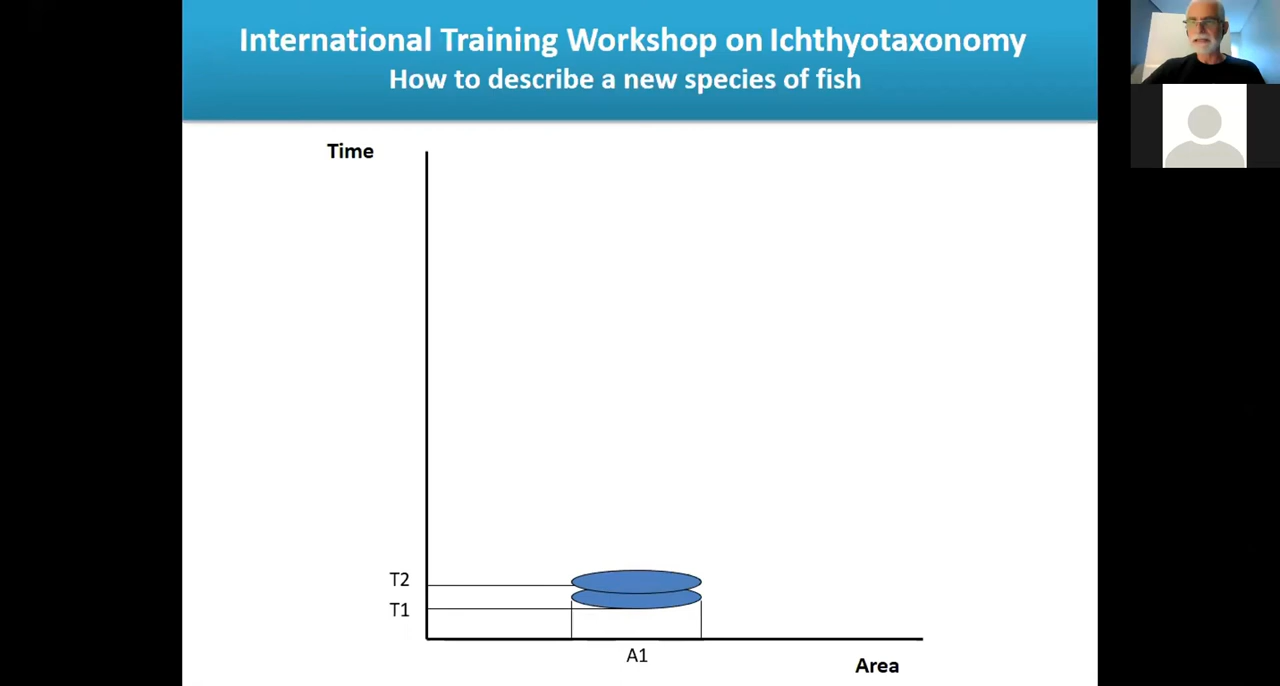 International Training Workshop on Ichthyotaxonomy
How to describe a new species of fish
Time
T2
T1
A1
Area